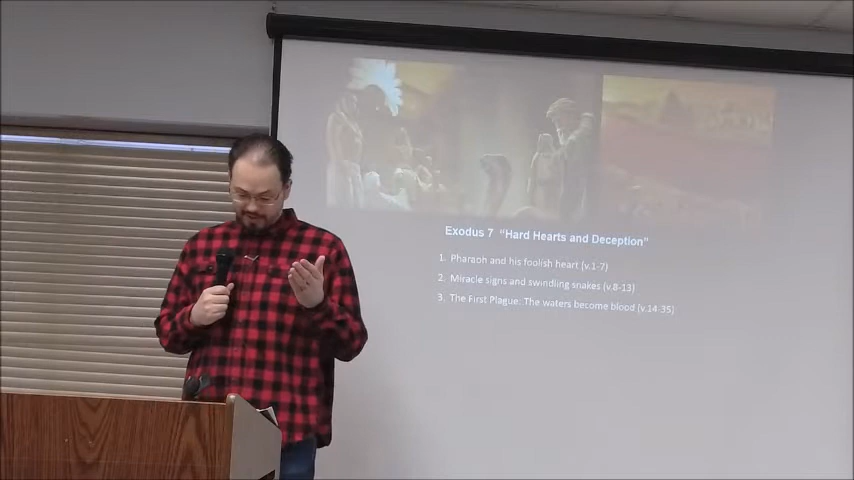 Exodus 7 "Hard Hearts and Deception"
1. Pharaoh and his foolish heart (v.1-7)
2. Miracle signs and swindling snakes (v.8-13)
3. The First Plague: The waters become blood (v.14-35)